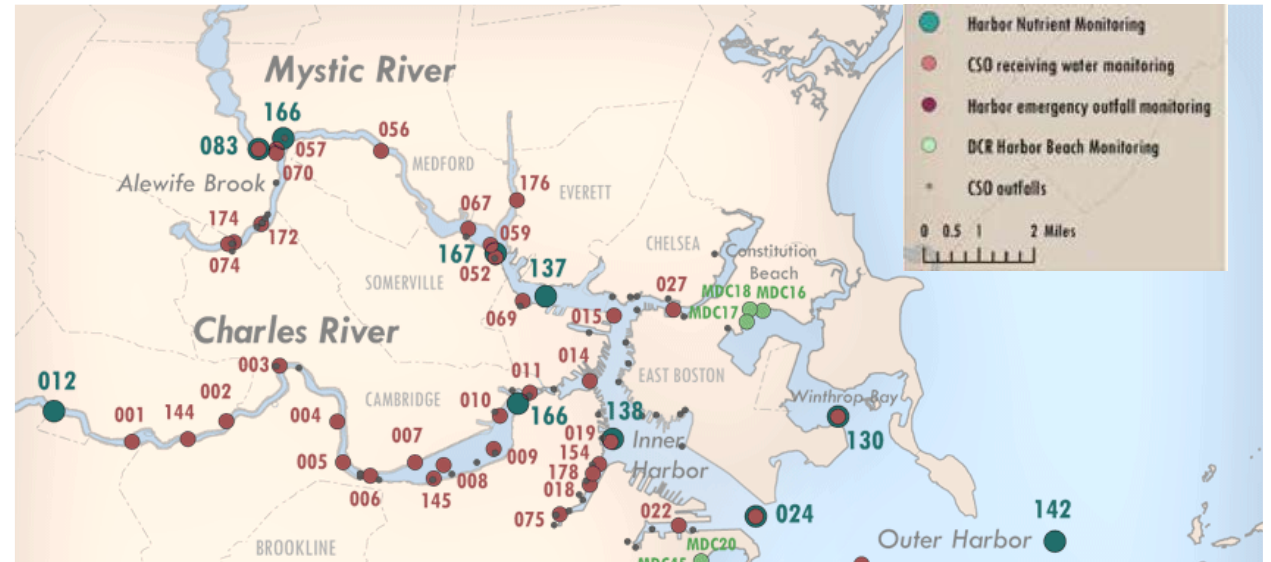 Harbor Nutrient Monitoring
CSO receiving water monitoring
Harbor emergency outfall monitoring
DCR Harbor Beach Monitoring
CSO outfalls
0 0.5 1 2 Miles
Mystic River
166
083
057
056
070
MEDFORD
Alewife Brook
174
172
074
067
176
EVERETT
059
167
052
SOMERVILLE
137
069
CHELSEA
Constitution
Beach
027
MDC18
MDC16
MDC17
015
Charles River
003
012
002
144
001
004
CAMBRIDGE
011
014
010
166
EAST BOSTON
Winthrop Bay
130
138
019
Inner
Harbor
154
178
018
075
007
009
008
005
006
145
BROOKLINE
022
024
MDC20
142
Outer Harbor